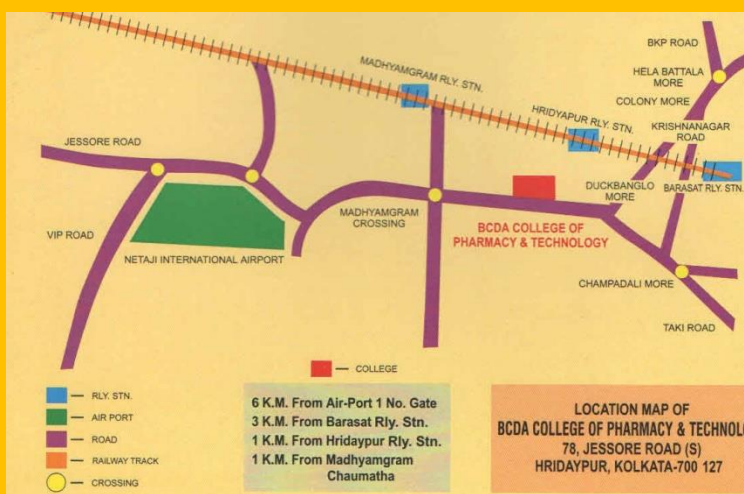 BKP ROAD
HELA BATTALA
MORE
COLONY MORE
MADHYAMGRAM RLY. STN.
HRIDYAPUR RLY. STN.
KRISHNANAGAR
ROAD
JESSORE ROAD
DUCKBANGLO
MORE
BARASAT RLY. STN.
MADHYAMGRAM
CROSSING
BCDA COLLEGE OF
PHARMACY & TECHNOLOGY
VIP ROAD
NETAJI INTERNATIONAL AIRPORT
CHAMPADALI MORE
TAKI ROAD
— COLLEGE
— RLY. STN.
— AIR PORT
— ROAD
— RAILWAY TRACK
— CROSSING
6 K.M. From Air-Port 1 No. Gate
3 K.M. From Barasat Rly. Stn.
1 K.M. From Hridaypur Rly. Stn.
1 K.M. From Madhyamgram
Chaumatha
LOCATION MAP OF
BCDA COLLEGE OF PHARMACY & TECHNOLO
78, JESSORE ROAD (S)
HRIDAYPUR, KOLKATA-700 127